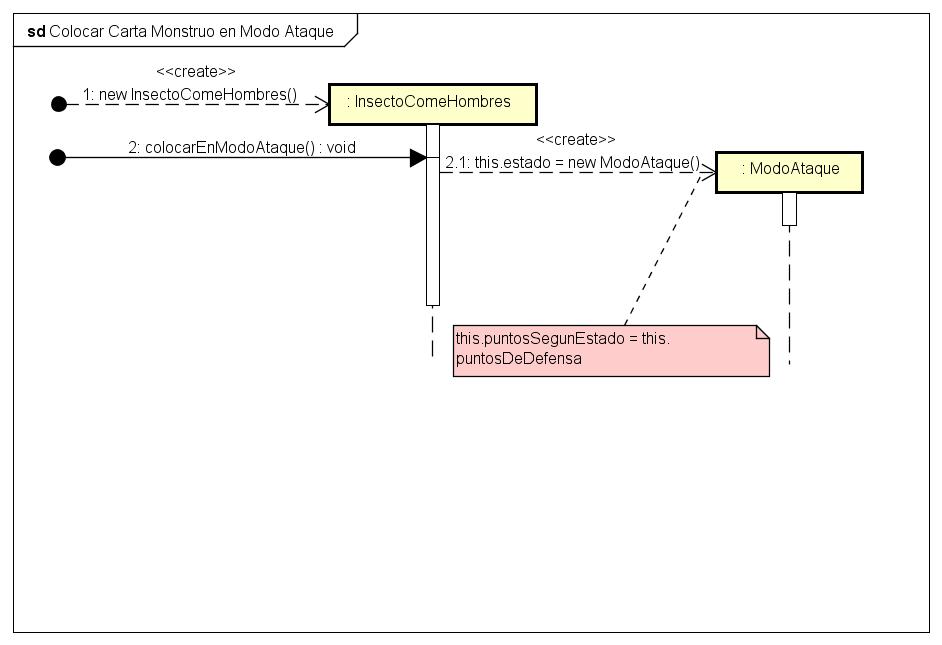 sd Colocar Carta Monstruo en Modo Ataque
<<create>>
1: new InsectoComeHombres()
: InsectoComeHombres
2: colocarEnModoAtaque() : void
<<create>>
2.1: this.estado = new ModoAtaque()
: ModoAtaque
this.puntosSegunEstado = this.
puntosDeDefensa